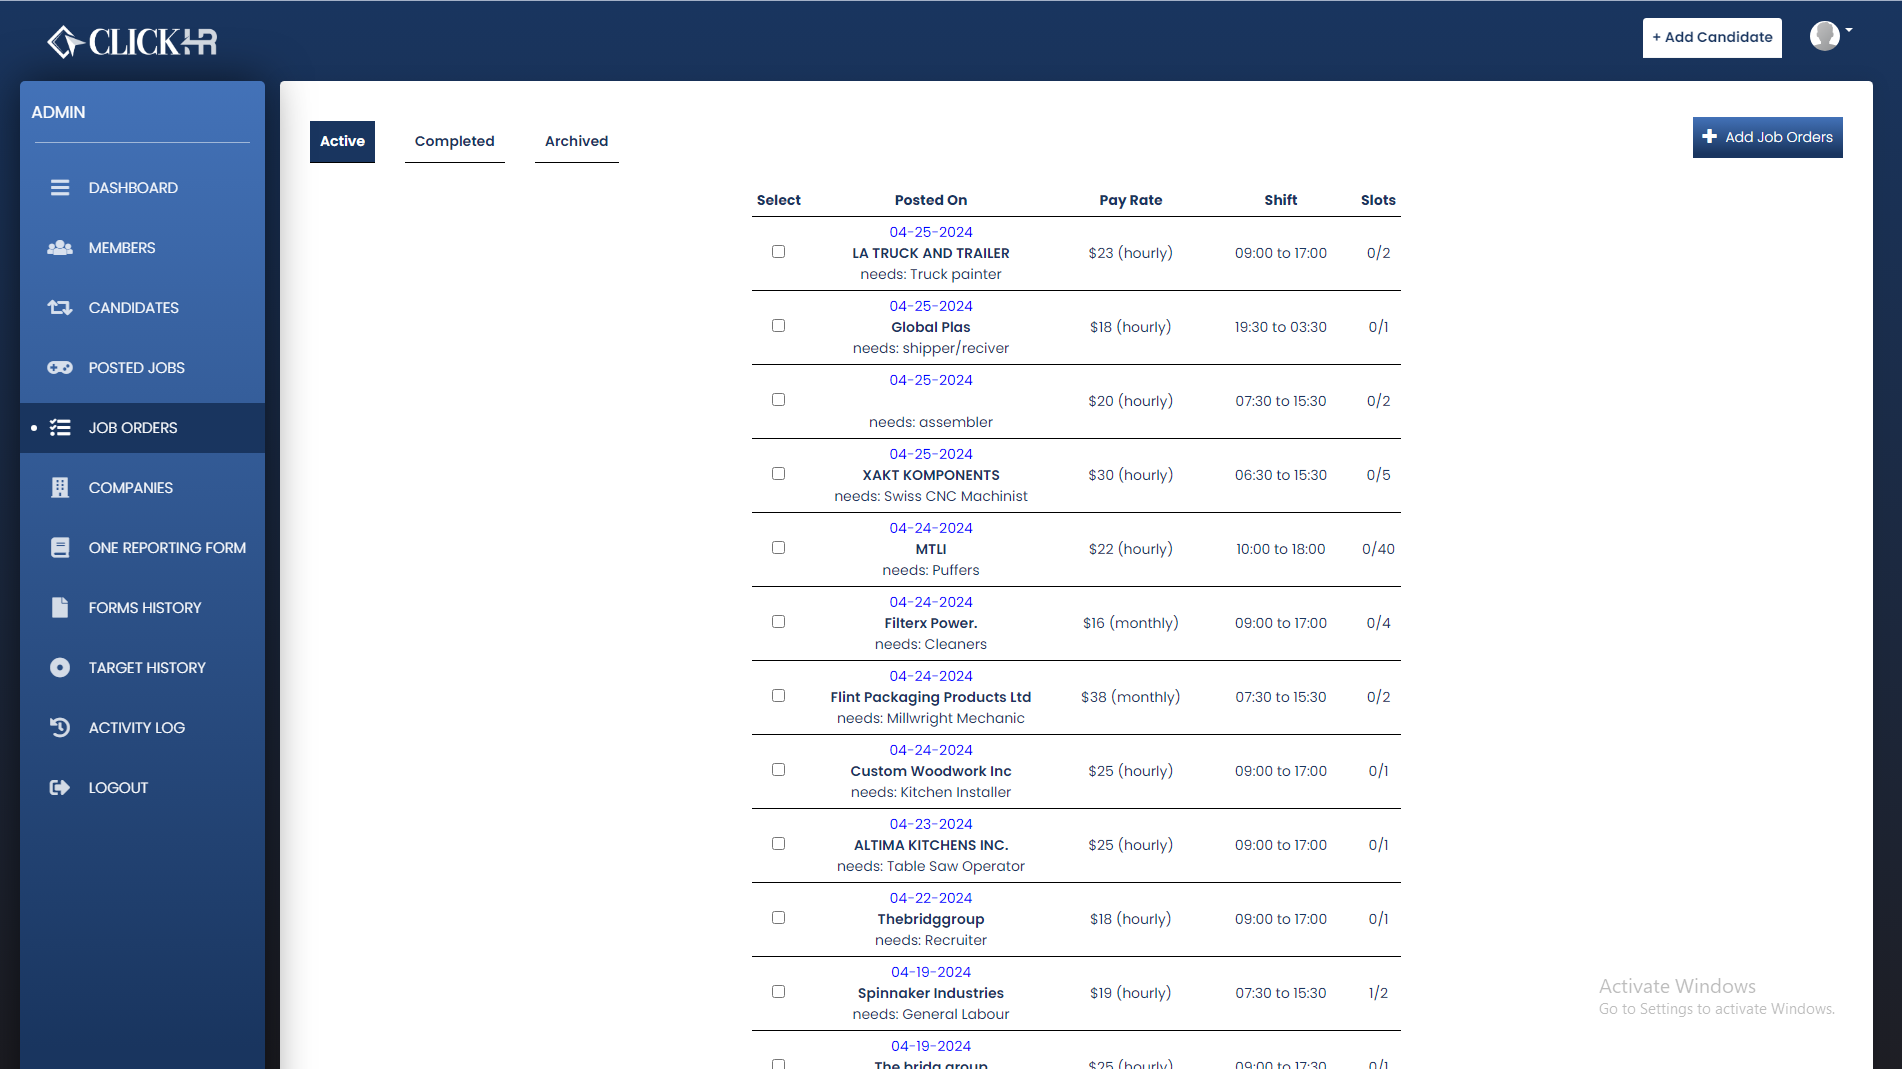 CLICKHR
+ Add Candidate
ADMIN
DASHBOARD
MEMBERS
CANDIDATES
POSTED JOBS
JOB ORDERS
COMPANIES
ONE REPORTING FORM
FORMS HISTORY
TARGET HISTORY
ACTIVITY LOG
LOGOUT
Active Completed Archived
Add Job Orders
Select Posted On Pay Rate Shift Slots
04-25-2024
LA TRUCK AND TRAILER $23 (hourly) 09:00 to 17:00 0/2
needs: Truck painter
04-25-2024
Global Plas $18 (hourly) 19:30 to 03:30 0/1
needs: shipper/reciver
04-25-2024
$20 (hourly) 07:30 to 15:30 0/2
needs: assembler
04-25-2024
XAKT KOMPONENTS $30 (hourly) 06:30 to 15:30 0/5
needs: Swiss CNC Machinist
04-24-2024
MTLI $22 (hourly) 10:00 to 18:00 0/40
needs: Puffers
04-24-2024
Filterx Power. $16 (monthly) 09:00 to 17:00 0/4
needs: Cleaners
04-24-2024
Flint Packaging Products Ltd $38 (monthly) 07:30 to 15:30 0/2
needs: Millwright Mechanic
04-24-2024
Custom Woodwork Inc $25 (hourly) 09:00 to 17:00 0/1
needs: Kitchen Installer
04-23-2024
ALTIMA KITCHENS INC. $25 (hourly) 09:00 to 17:00 0/1
needs: Table Saw Operator
04-22-2024
Thebridggroup $18 (hourly) 09:00 to 17:00 0/1
needs: Recruiter
04-19-2024
Spinnaker Industries $19 (hourly) 07:30 to 15:30 1/2
needs: General Labour
04-19-2024
The bridg group $25 (hourly) 09:00 to 17:30 0/1
Activate Windows
Go to Settings to activate Windows.